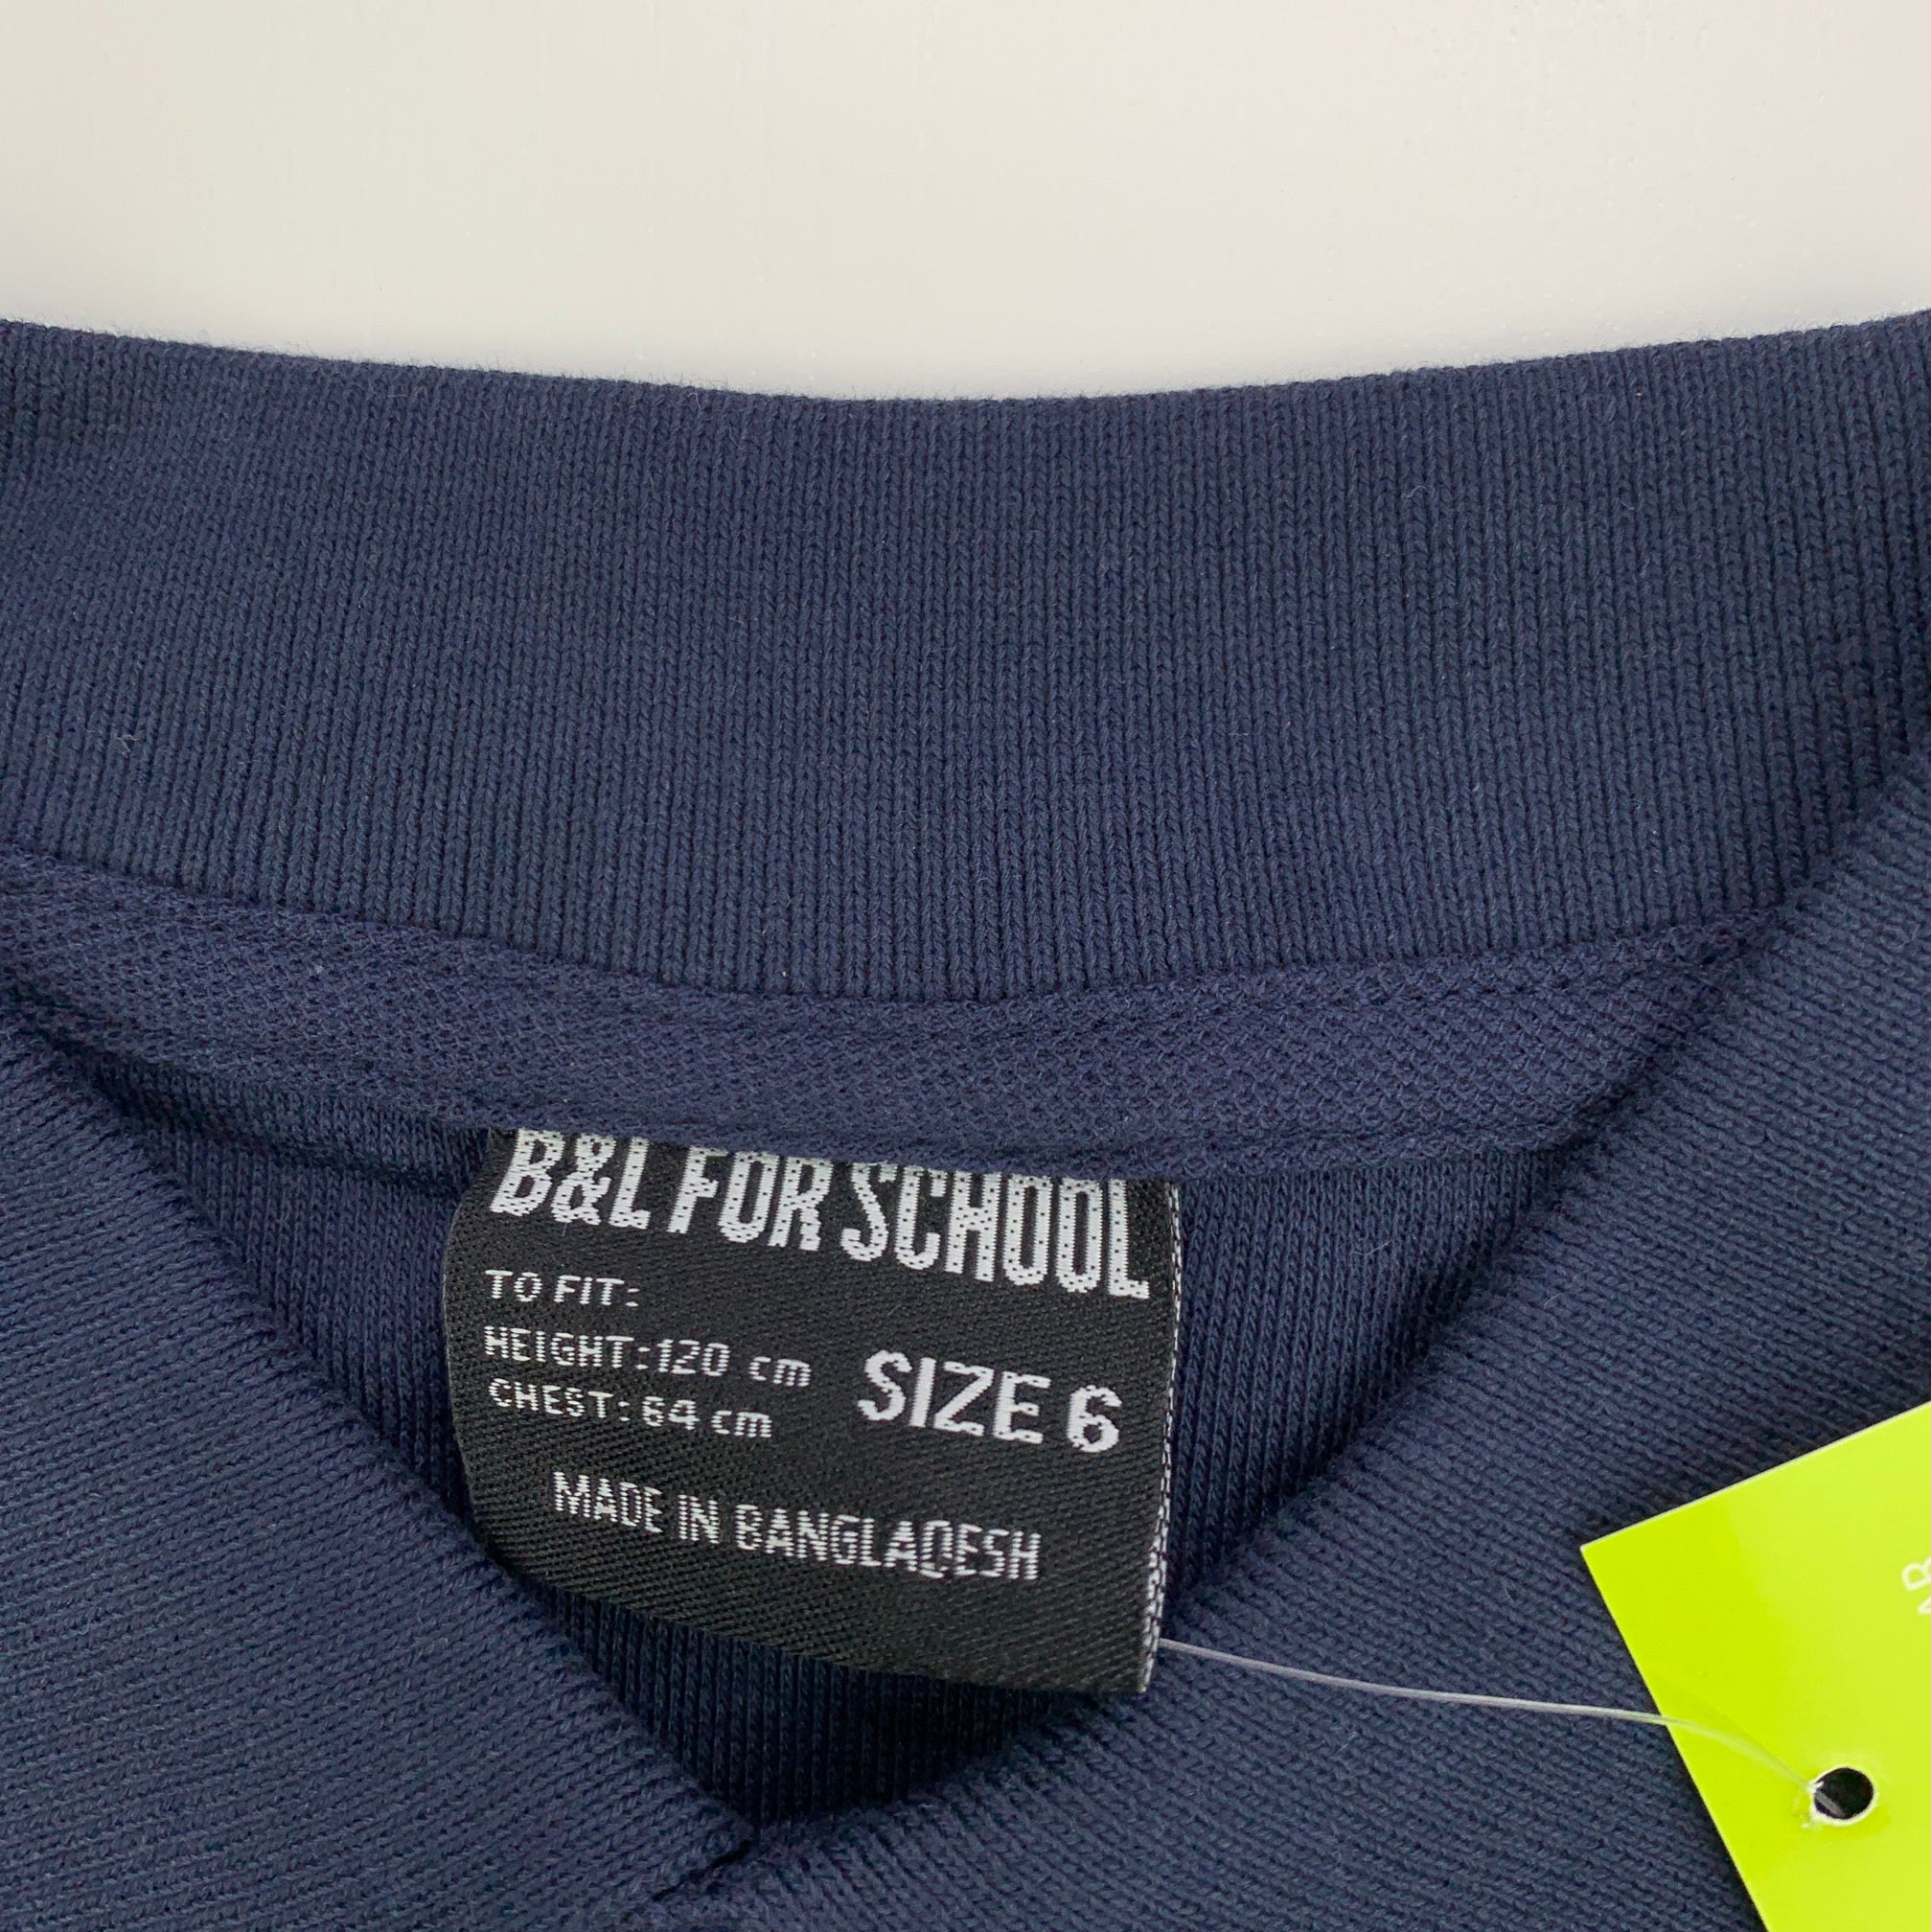 B&L FOR SCHOOL
TO FIT:
HEIGHT:120 cm
CHEST:64 cm
SIZE 6
MADE IN BANGLADESH